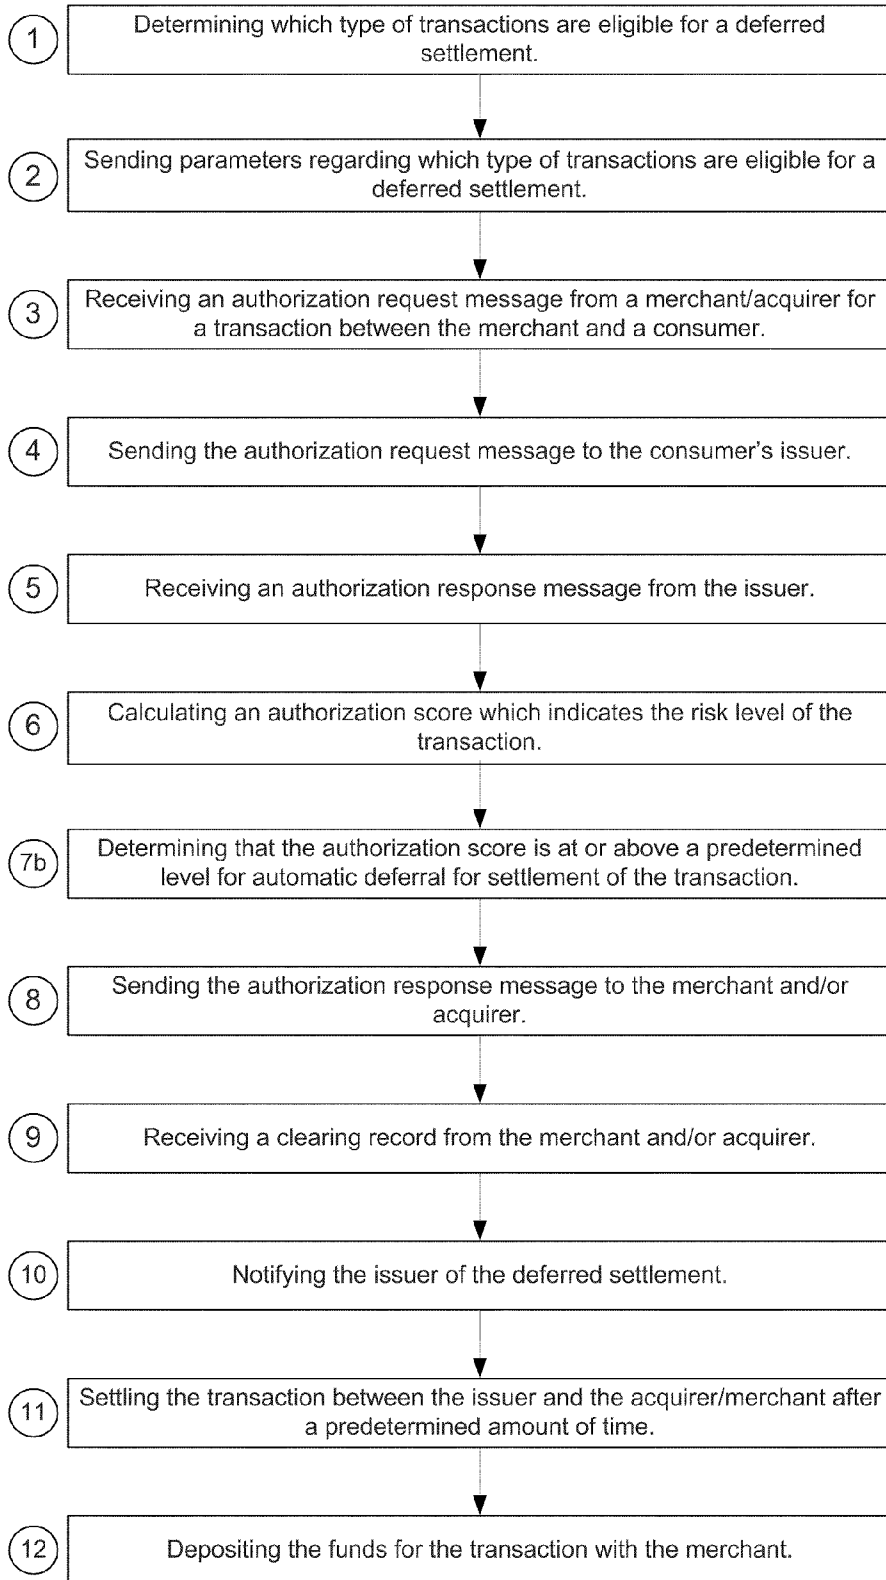 1
Determining which type of transactions are eligible for a deferred
settlement.
2
Sending parameters regarding which type of transactions are eligible for a
deferred settlement.
3
Receiving an authorization request message from a merchant/acquirer for
a transaction between the merchant and a consumer.
4
Sending the authorization request message to the consumer's issuer.
5
Receiving an authorization response message from the issuer.
6
Calculating an authorization score which indicates the risk level of the
transaction.
7b
Determining that the authorization score is at or above a predetermined
level for automatic deferral for settlement of the transaction.
8
Sending the authorization response message to the merchant and/or
acquirer.
9
Receiving a clearing record from the merchant and/or acquirer.
10
Notifying the issuer of the deferred settlement.
11
Settling the transaction between the issuer and the acquirer/merchant after
a predetermined amount of time.
12
Depositing the funds for the transaction with the merchant.